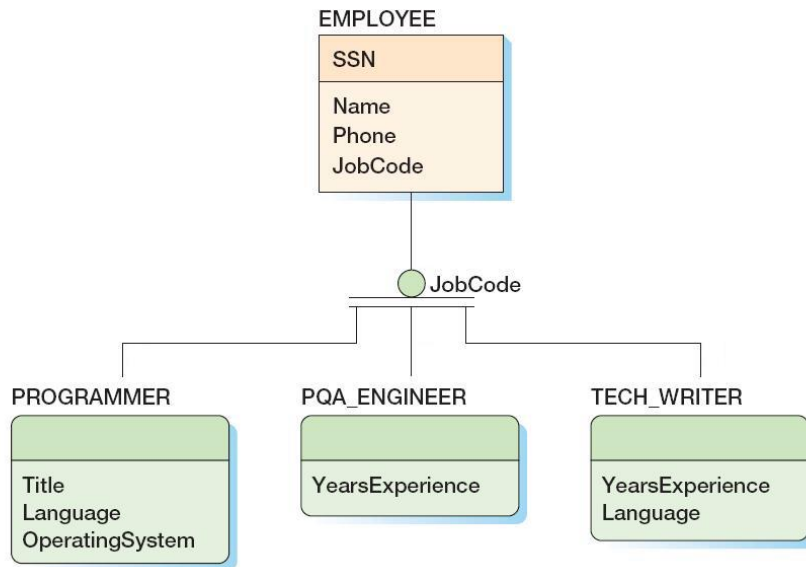 EMPLOYEE
SSN
Name
Phone
JobCode
JobCode
PROGRAMMER
Title
Language
OperatingSystem
PQA_ENGINEER
YearsExperience
TECH_WRITER
YearsExperience
Language